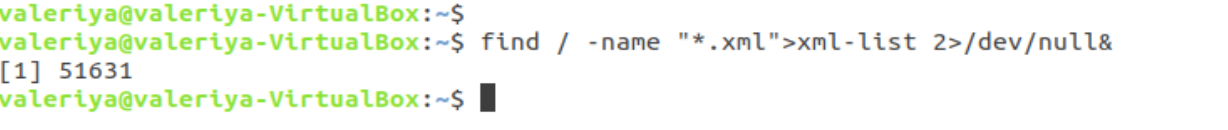 valeriya@valeriya-VirtualBox:~$
valeriya@valeriya-VirtualBox:~$ find / -name "*.xml">xml-list 2>/dev/null&
[1] 51631
valeriya@valeriya-VirtualBox:~$